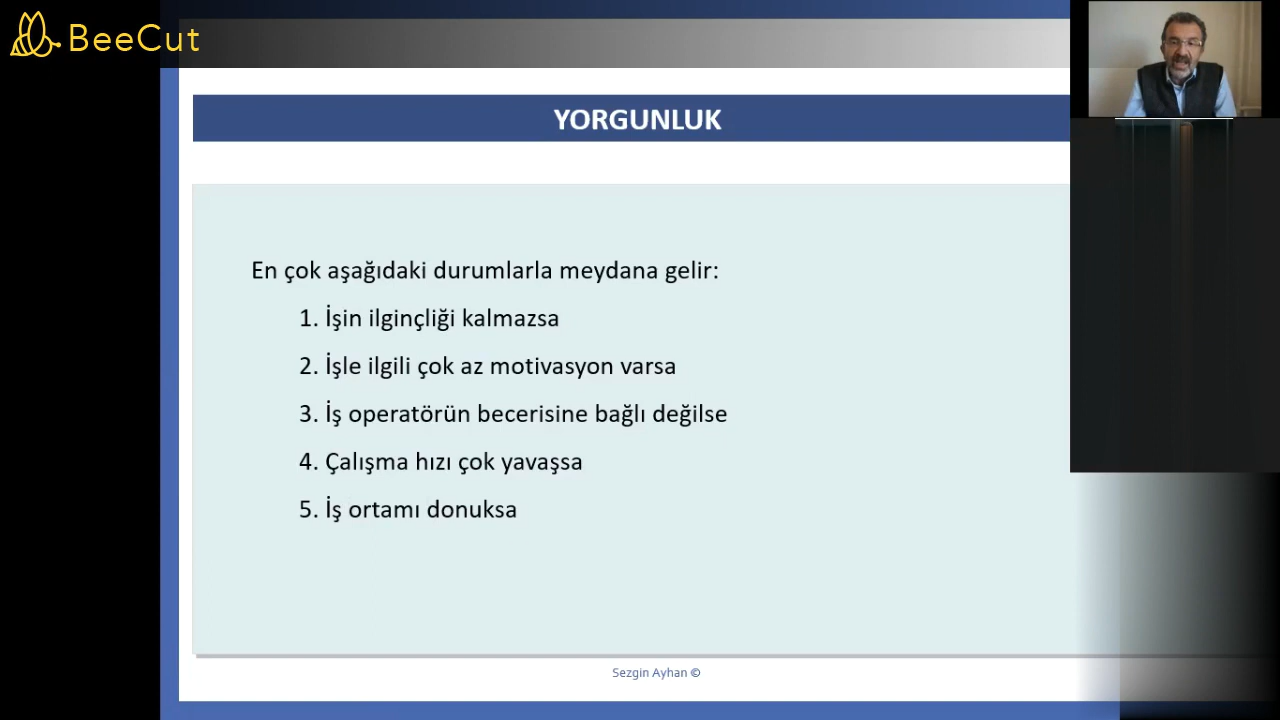 BeeCut
YORGUNLUK
En çok aşağıdaki durumlarla meydana gelir:
1. İşin ilginçliği kalmazsa
2. İşle ilgili çok az motivasyon varsa
3. İş operatörün becerisine bağlı değilse
4. Çalışma hızı çok yavaşsa
5. İş ortamı donuksa
Sezgin Ayhan ©